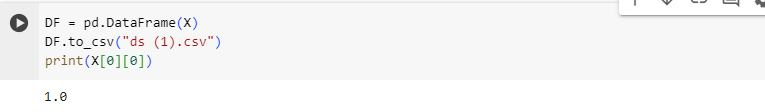 DF = pd.DataFrame(X)
DF.to_csv("ds (1).csv")
print(X[0][0])
1.0